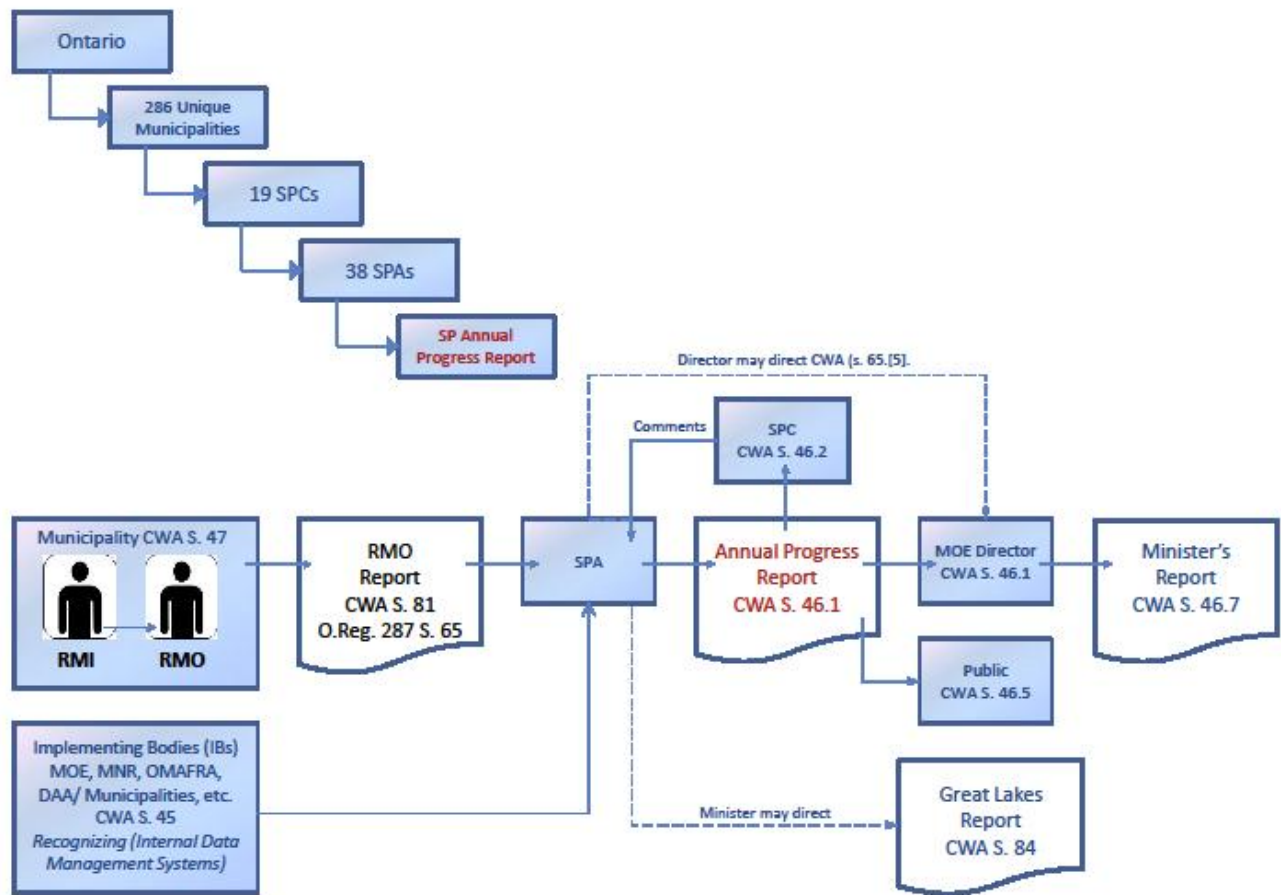 Ontario
286 Unique
Municipalities
19 SPCs
38 SPAs
SP Annual
Progress Report
Director may direct CWA (s. 65.[5].
Comments
SPC
CWA S. 46.2
Municipality CWA S. 47
RMI
RMO
RMO
Report
CWA S. 81
O.Reg. 287 S. 65
SPA
Annual Progress
Report
CWA S. 46.1
MOE Director
CWA S. 46.1
Minister's
Report
CWA S. 46.7
Public
CWA S. 46.5
Implementing Bodies (IBs)
MOE, MNR, OMAFRA,
DAA/ Municipalities, etc.
CWA S. 45
Recognizing (Internal Data
Management Systems)
Minister may direct
Great Lakes
Report
CWA S. 84